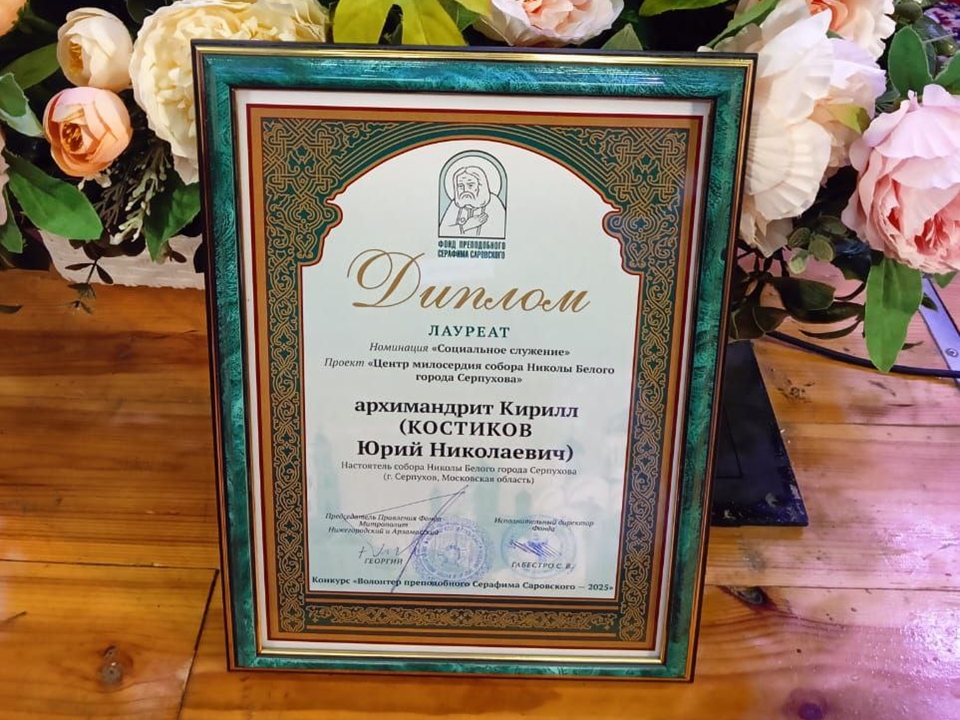 ФОНД ПРЕПОДОБНОГО
СЕРАФИМА САРОВСКОГО
Диплом
ЛАУРЕАТ
Номинация «Социальное служение»
Проект «Центр милосердия собора Николы Белого
города Серпухова»
архимандрит Кирилл
(КОСТИКОВ
Юрий Николаевич)
Настоятель собора Николы Белого города Серпухова
(г. Серпухов, Московская область)
Председатель Правления Фонда
Митрополит
Нижегородский и Арзамасский
ГЕОРГИЙ
Исполнительный директор
Фонда
ГАБЕСТРО С. В.
Конкурс «Волонтер преподобного Серафима Саровского — 2025»